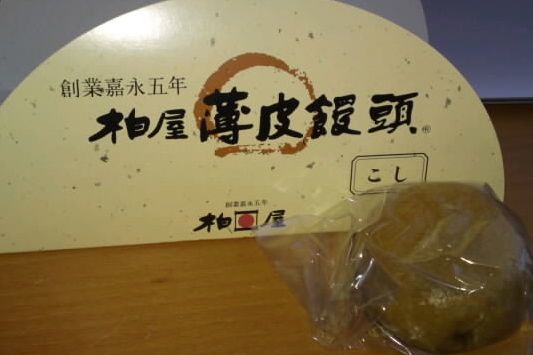 創業嘉永五年
柏屋薄皮饅頭®
こし
創業嘉永五年
柏屋